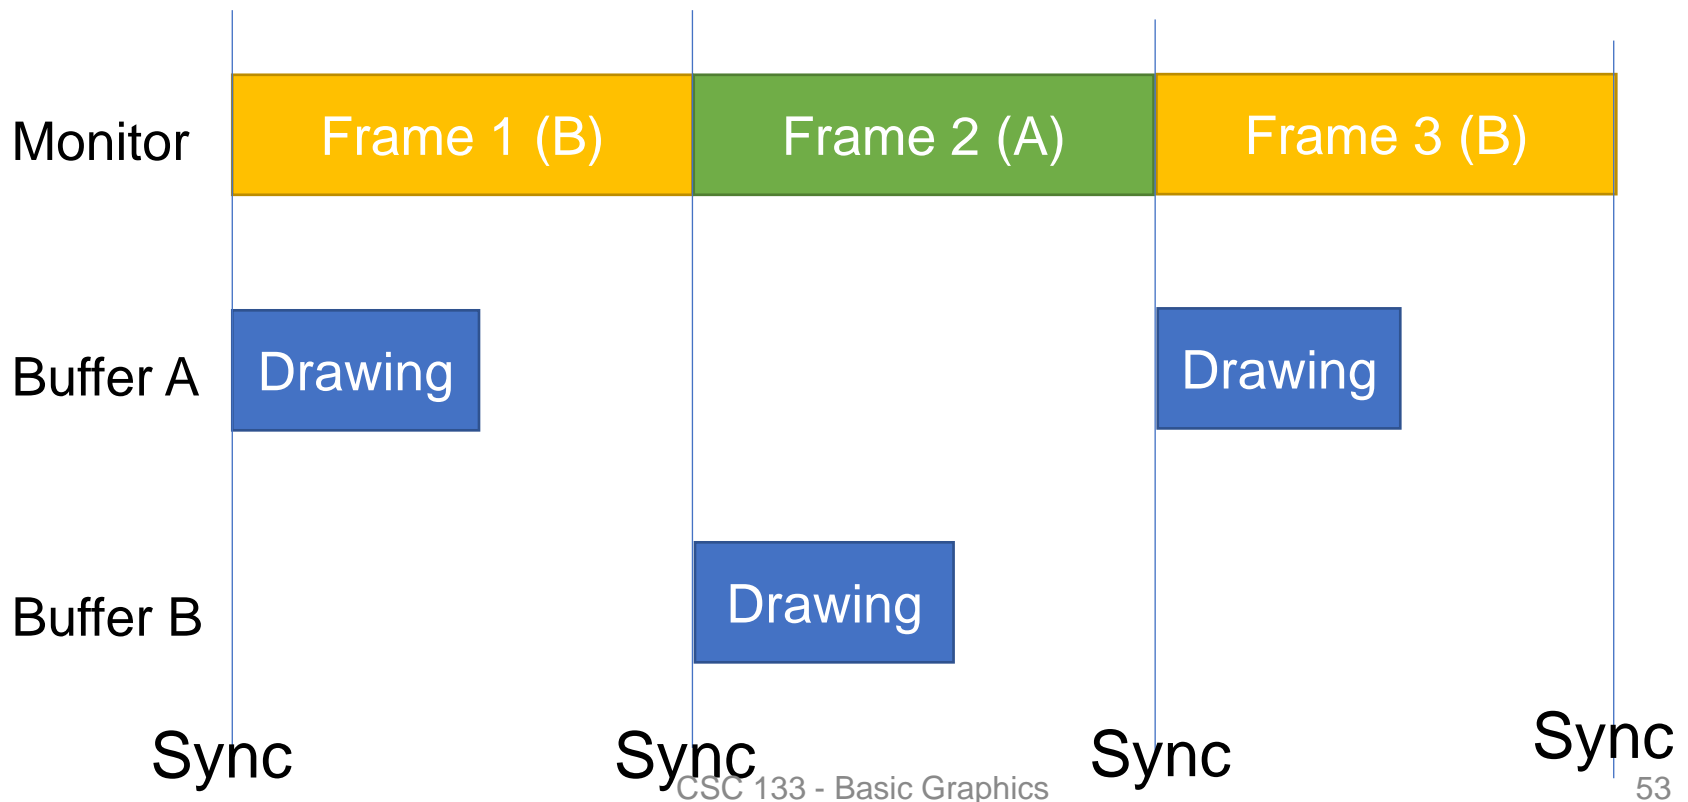 Monitor
Frame 1 (B)
Frame 2 (A)
Frame 3 (B)
Buffer A
Drawing
Drawing
Buffer B
Drawing
Sync
Sync
Sync
Sync
CSC 133 - Basic Graphics
53